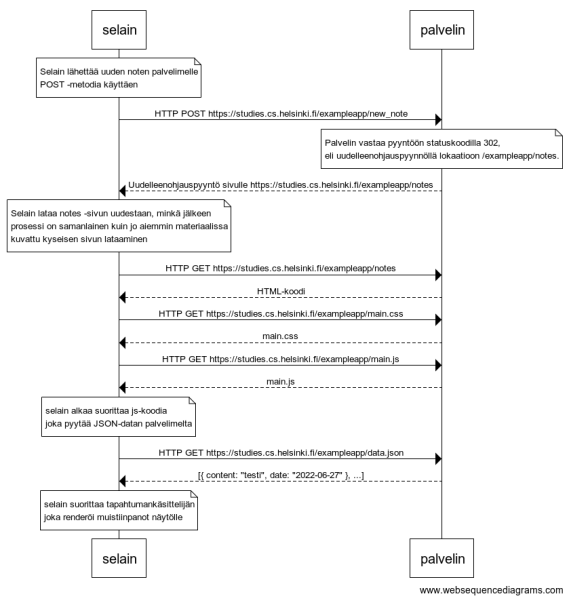 selain
palvelin
Selain lähettää uuden noten palvelimelle
POST -metodia käyttäen
HTTP POST https://studies.cs.helsinki.fi/exampleapp/new_note
Palvelin vastaa pyyntöön statuskoodilla 302,
eli uudelleenohjauspyynnöllä lokaatioon /exampleapp/notes.
Uudelleenohjauspyyntö sivulle https://studies.cs.helsinki.fi/exampleapp/notes
Selain lataa notes -sivun uudestaan, minkä jälkeen
prosessi on samanlainen kuin jo aiemmin materiaalissa
kuvattu kyseisen sivun lataaminen
HTTP GET https://studies.cs.helsinki.fi/exampleapp/notes
HTML-koodi
HTTP GET https://studies.cs.helsinki.fi/exampleapp/main.css
main.css
HTTP GET https://studies.cs.helsinki.fi/exampleapp/main.js
main.js
selain alkaa suorittaa js-koodia
joka pyytää JSON-datan palvelimelta
HTTP GET https://studies.cs.helsinki.fi/exampleapp/data.json
[{ content: "testi", date: "2022-06-27" }, ...]
selain suorittaa tapahtumankäsittelijän
joka renderöi muistiinpanot näytölle
selain
palvelin
www.websequencediagrams.com